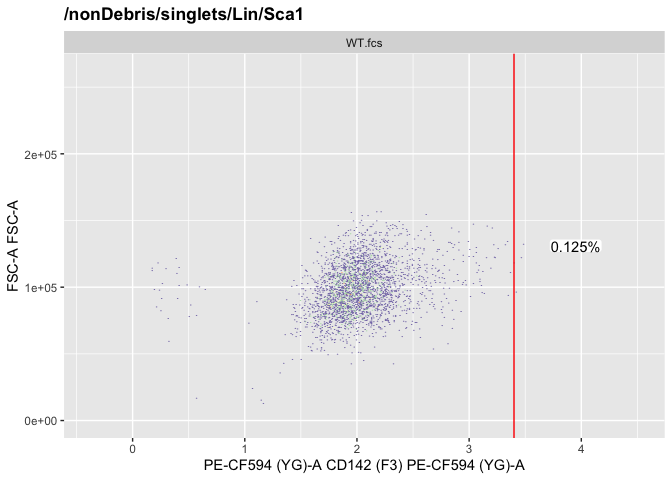 /nonDebris/singlets/Lin/Sca1
WT.fcs
2e+05
0.125%
1e+05
0e+00
FSC-A FSC-A
0 1 2 3 4
PE-CF594 (YG)-A CD142 (F3) PE-CF594 (YG)-A